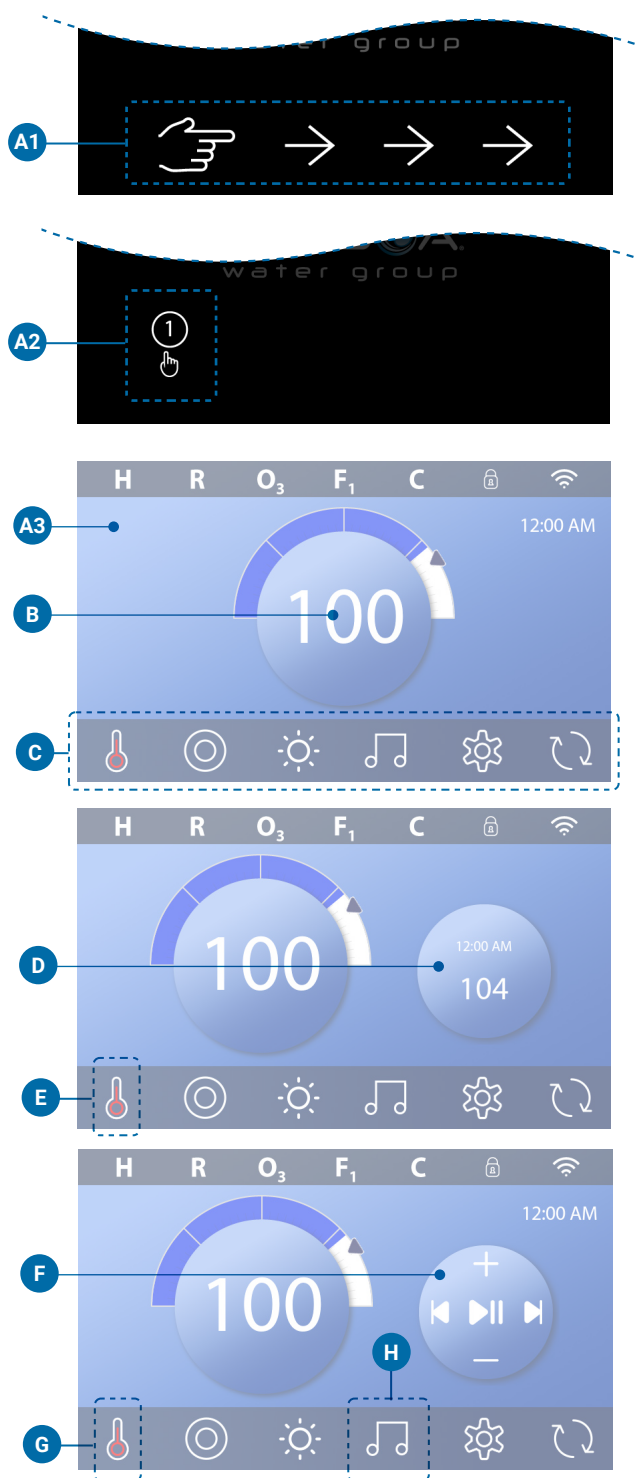 water group
A1
water group
A2
1
H R O₃ F₁ C
A3
12:00 AM
B
100
C
H R O₃ F₁ C
12:00 AM
D
100
104
E
H R O₃ F₁ C
12:00 AM
F
100
H
G